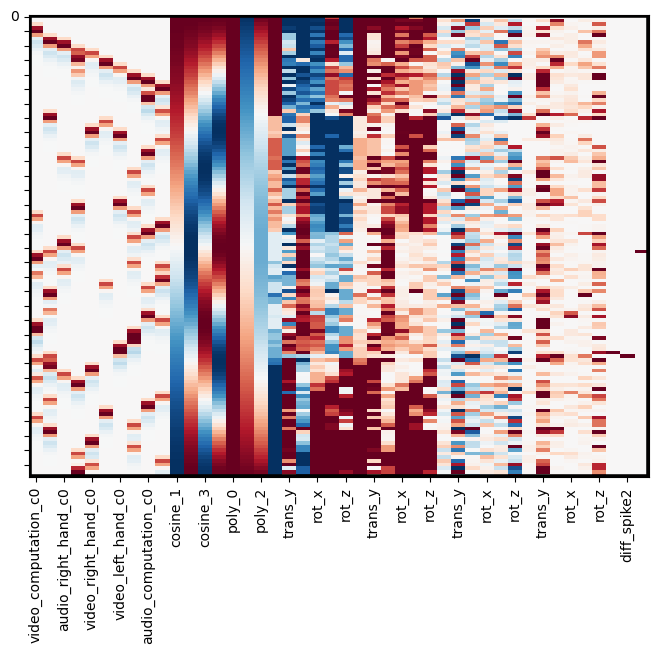 0
video_computation_c0
audio_right_hand_c0
video_right_hand_c0
video_left_hand_c0
audio_computation_c0
cosine_1
cosine_3
poly_0
poly_2
trans_y
rot_x
rot_z
trans_y
rot_x
rot_z
trans_y
rot_x
rot_z
trans_y
rot_x
rot_z
diff_spike2